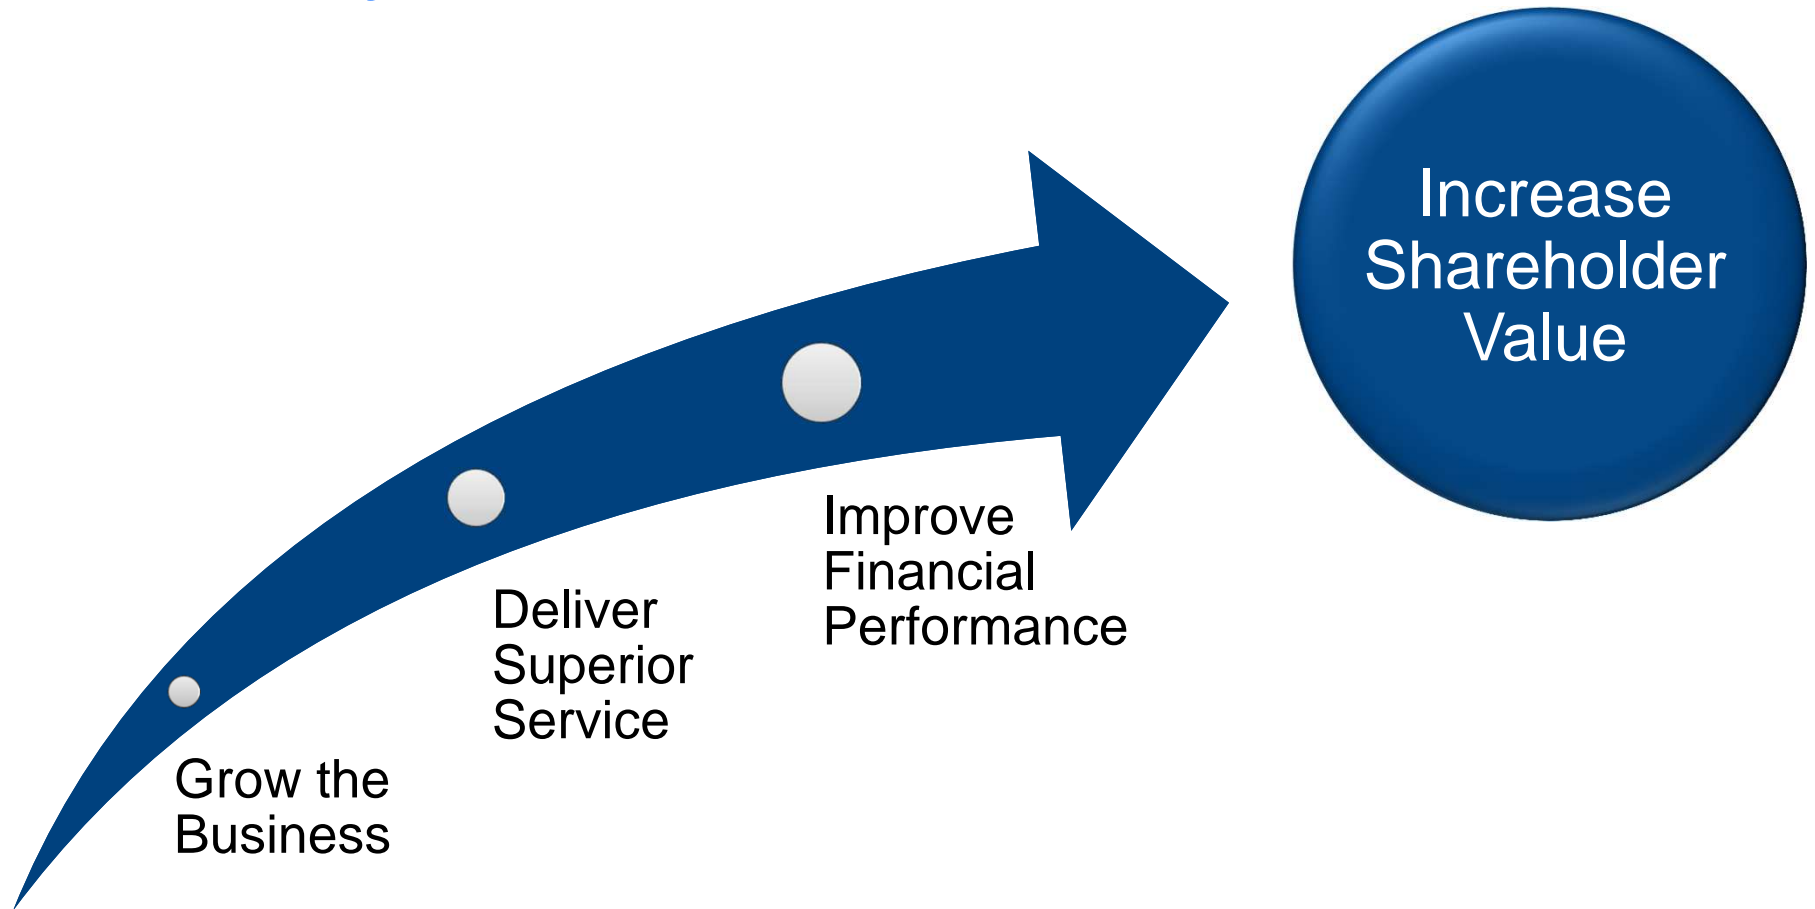 Increase
Shareholder
Value
Improve
Financial
Performance
Deliver
Superior
Service
Grow the
Business